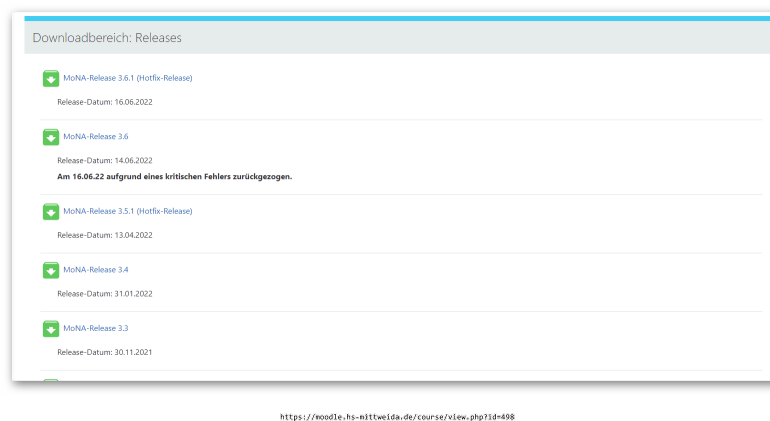 Downloadbereich: Releases
MoNA-Release 3.6.1 (Hotfix-Release)
Release-Datum: 16.06.2022
MoNA-Release 3.6
Release-Datum: 14.06.2022
Am 16.06.22 aufgrund eines kritischen Fehlers zurückgezogen.
MoNA-Release 3.5.1 (Hotfix-Release)
Release-Datum: 13.04.2022
MoNA-Release 3.4
Release-Datum: 31.01.2022
MoNA-Release 3.3
Release-Datum: 30.11.2021
https://moodle.hs-mittweida.de/course/view.php?id=498